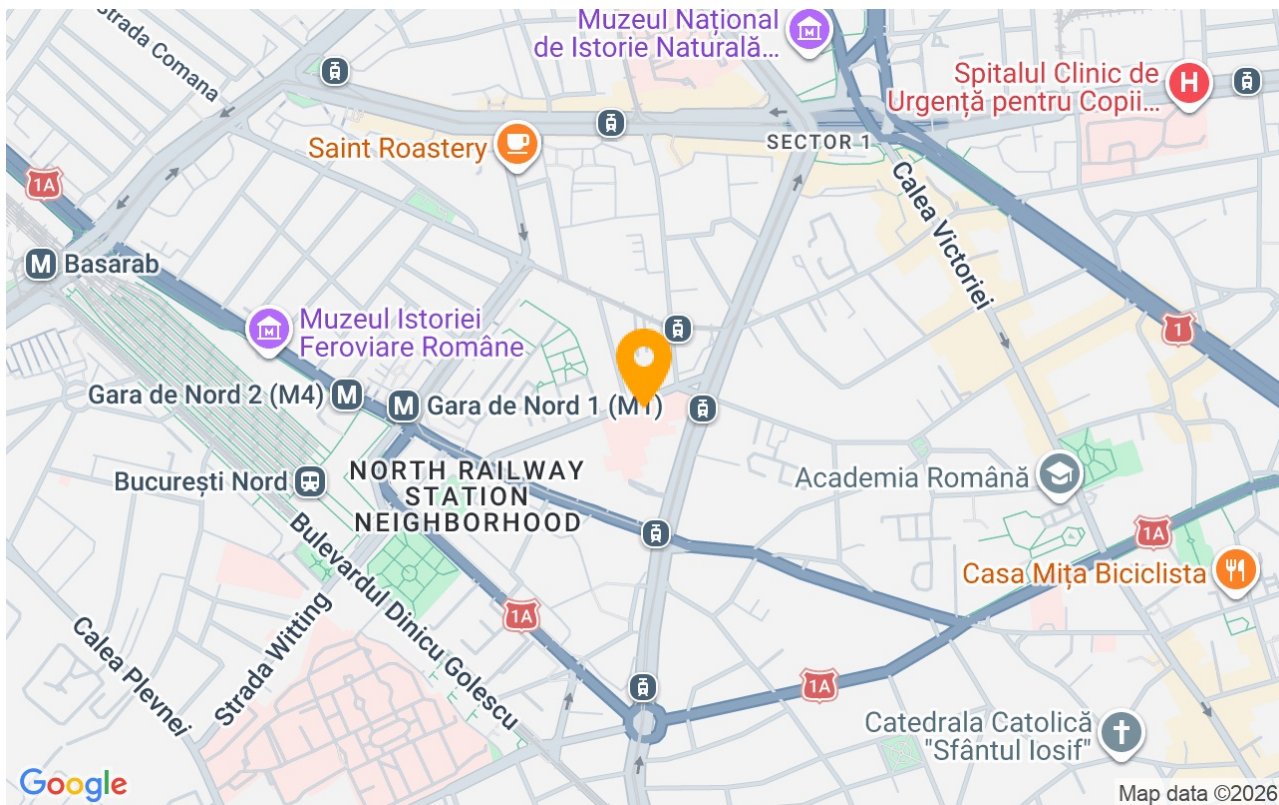 Strada Comana
Muzeul Național
de Istorie Naturală...
Spitalul Clinic de
Urgență pentru Copii...
Saint Roastery
SECTOR 1
1A
Calea Victoriei
Basarab
Muzeul Istoriei
Feroviare Române
1
Gara de Nord 2 (M4)
Gara de Nord 1 (M1)
București Nord
NORTH RAILWAY
STATION
NEIGHBORHOOD
Academia Română
1A
Casa Mița Biciclista
Bulevardul Dinicu Golescu
1A
Calea Plevnei
Strada Witting
1A
Catedrala Catolică
"Sfântul Iosif"
Google
Map data ©2026